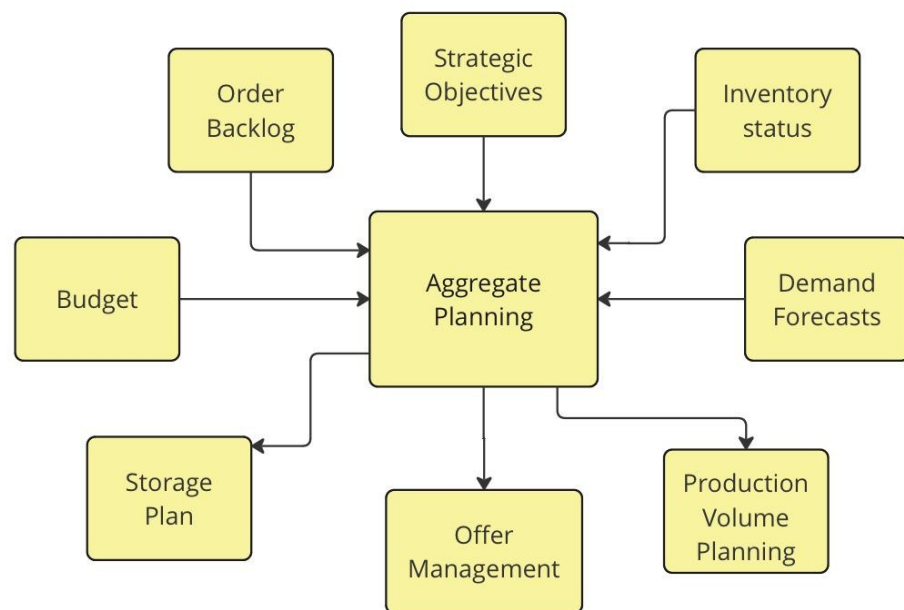 Strategic
Objectives
Order
Backlog
Inventory
status
Aggregate
Planning
Budget
Demand
Forecasts
Storage
Plan
Offer
Management
Production
Volume
Planning